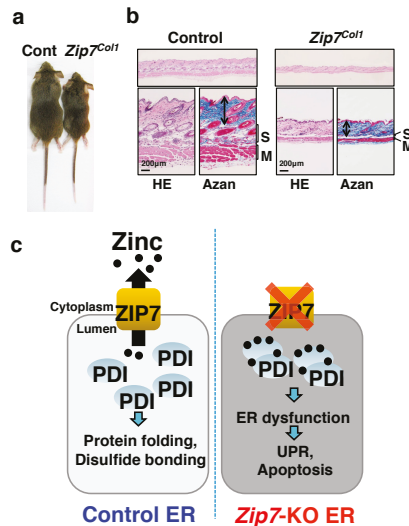 a
Cont Zip7Col1
b
Control
Zip7Col1
S
M
200μm
HE
Azan
S
M
200μm
HE
Azan
c
Zinc
Cytoplasm
Lumen
ZIP7
PDI
PDI
PDI
PDI
Protein folding,
Disulfide bonding
Control ER
ZIP7
PDI
PDI
ER dysfunction
UPR,
Apoptosis
Zip7-KO ER